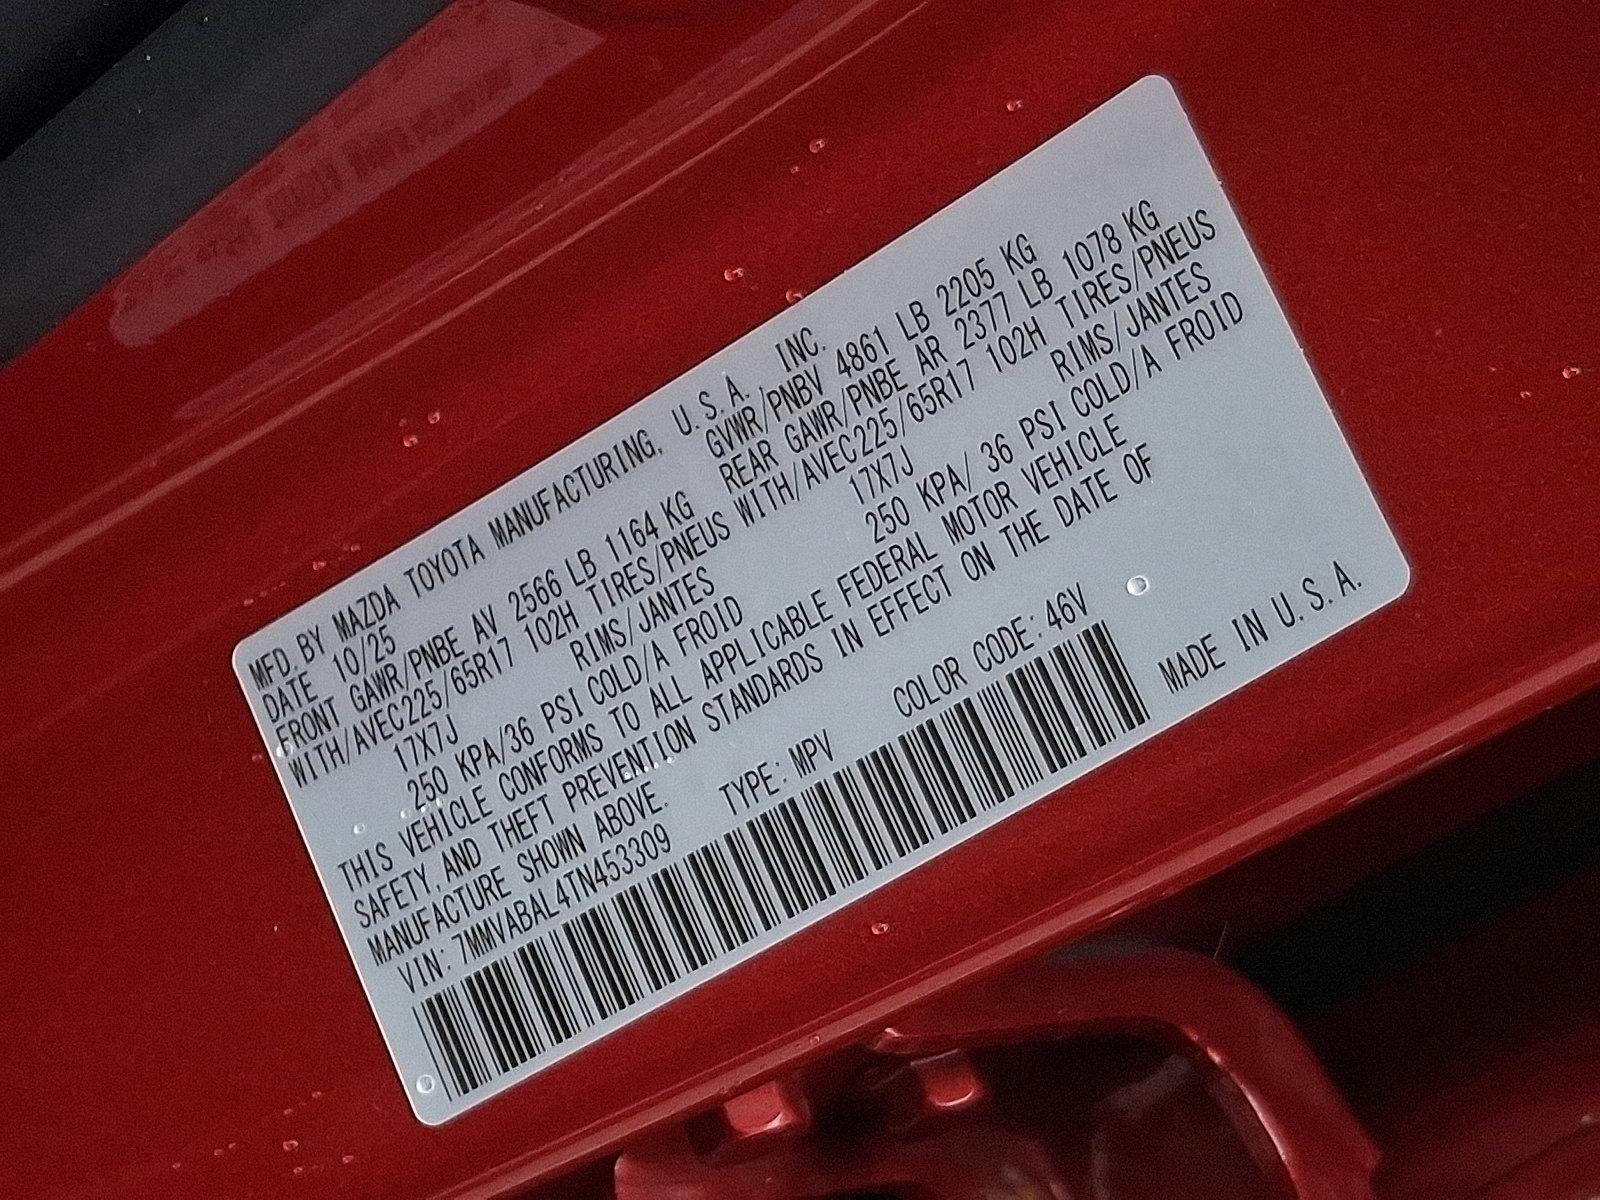 MFD. BY MAZDA TOYOTA MANUFACTURING, U.S.A. INC.
DATE 10/25 GVWR/PNBV 4861 LB 2205 KG
FRONT GAWR/PNBE AV 2566 LB 1164 KG REAR GAWR/PNBE AR 2377 LB 1078 KG
WITH/AVEC225/65R17 102H TIRES/PNEUS WITH/AVEC225/65R17 102H TIRES/PNEUS
17X7J RIMS/JANTES 17X7J RIMS/JANTES
250 KPA/36 PSI COLD/A FROID 250 KPA/ 36 PSI COLD/A FROID
THIS VEHICLE CONFORMS TO ALL APPLICABLE FEDERAL MOTOR VEHICLE
SAFETY, AND THEFT PREVENTION STANDARDS IN EFFECT ON THE DATE OF
MANUFACTURE SHOWN ABOVE.
VIN: 7MMVABAL4TN453309 TYPE: MPV COLOR CODE: 46V
MADE IN U.S.A.